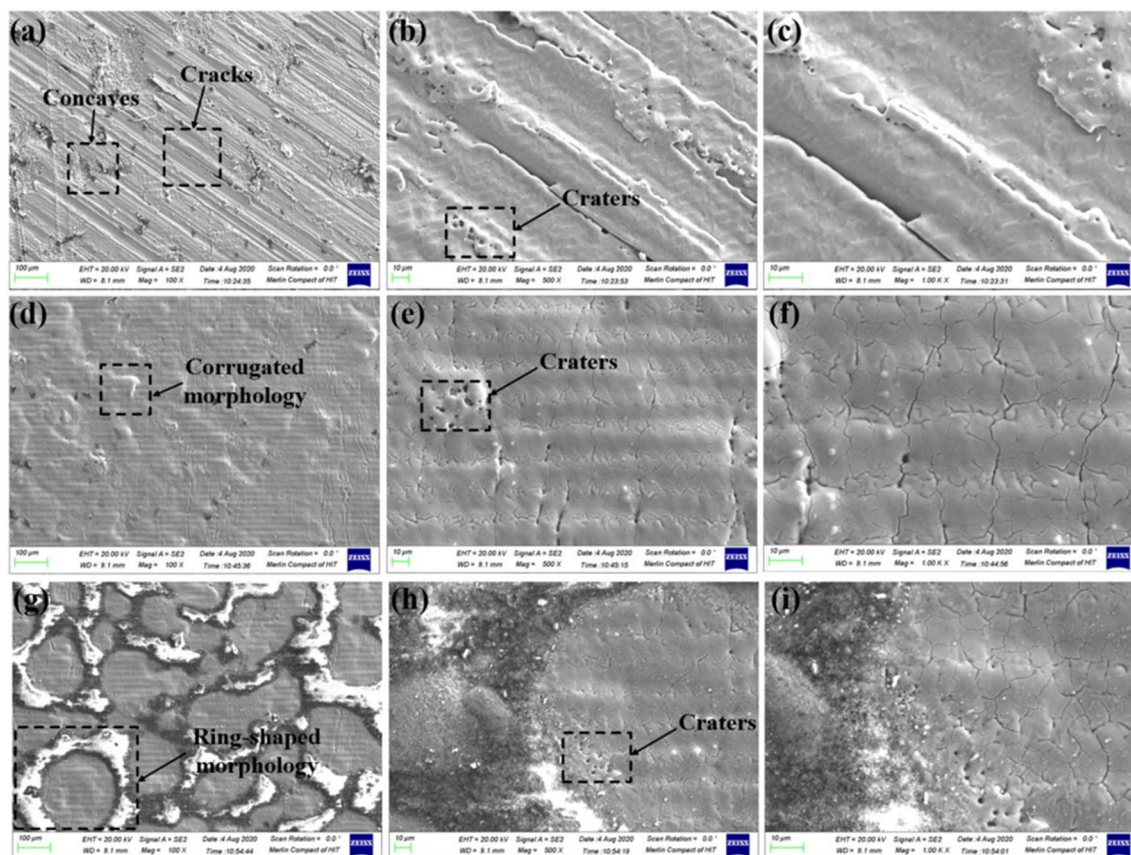 (a)
Concaves
Cracks
100 µm
EHT = 20.00 kV Signal A = SE2 Date :4 Aug 2020 Scan Rotation = 0.0 °
WD = 8.1 mm Mag = 100 X Time :10:24:35 Merlin Compact of HIT
ZEISS
(b)
Craters
10 µm
EHT = 20.00 kV Signal A = SE2 Date :4 Aug 2020 Scan Rotation = 0.0 °
WD = 8.1 mm Mag = 500 X Time :10:23:53 Merlin Compact of HIT
ZEISS
(c)
10 µm
EHT = 20.00 kV Signal A = SE2 Date :4 Aug 2020 Scan Rotation = 0.0 °
WD = 8.1 mm Mag = 1.00 K X Time :10:23:31 Merlin Compact of HIT
ZEISS
(d)
Corrugated
morphology
100 µm
EHT = 20.00 kV Signal A = SE2 Date :4 Aug 2020 Scan Rotation = 0.0 °
WD = 9.1 mm Mag = 100 X Time :10:45:36 Merlin Compact of HIT
ZEISS
(e)
Craters
10 µm
EHT = 20.00 kV Signal A = SE2 Date :4 Aug 2020 Scan Rotation = 0.0 °
WD = 9.1 mm Mag = 500 X Time :10:45:15 Merlin Compact of HIT
ZEISS
(f)
10 µm
EHT = 20.00 kV Signal A = SE2 Date :4 Aug 2020 Scan Rotation = 0.0 °
WD = 9.1 mm Mag = 1.00 K X Time :10:44:56 Merlin Compact of HIT
ZEISS
(g)
Ring-shaped
morphology
100 µm
EHT = 20.00 kV Signal A = SE2 Date :4 Aug 2020 Scan Rotation = 0.0 °
WD = 9.1 mm Mag = 100 X Time :10:54:44 Merlin Compact of HIT
ZEISS
(h)
Craters
10 µm
EHT = 20.00 kV Signal A = SE2 Date :4 Aug 2020 Scan Rotation = 0.0 °
WD = 9.1 mm Mag = 500 X Time :10:54:19 Merlin Compact of HIT
ZEISS
(i)
10 µm
EHT = 20.00 kV Signal A = SE2 Date :4 Aug 2020 Scan Rotation = 0.0 °
WD = 9.1 mm Mag = 1.00 K X Time :10:54:01 Merlin Compact of HIT
ZEISS